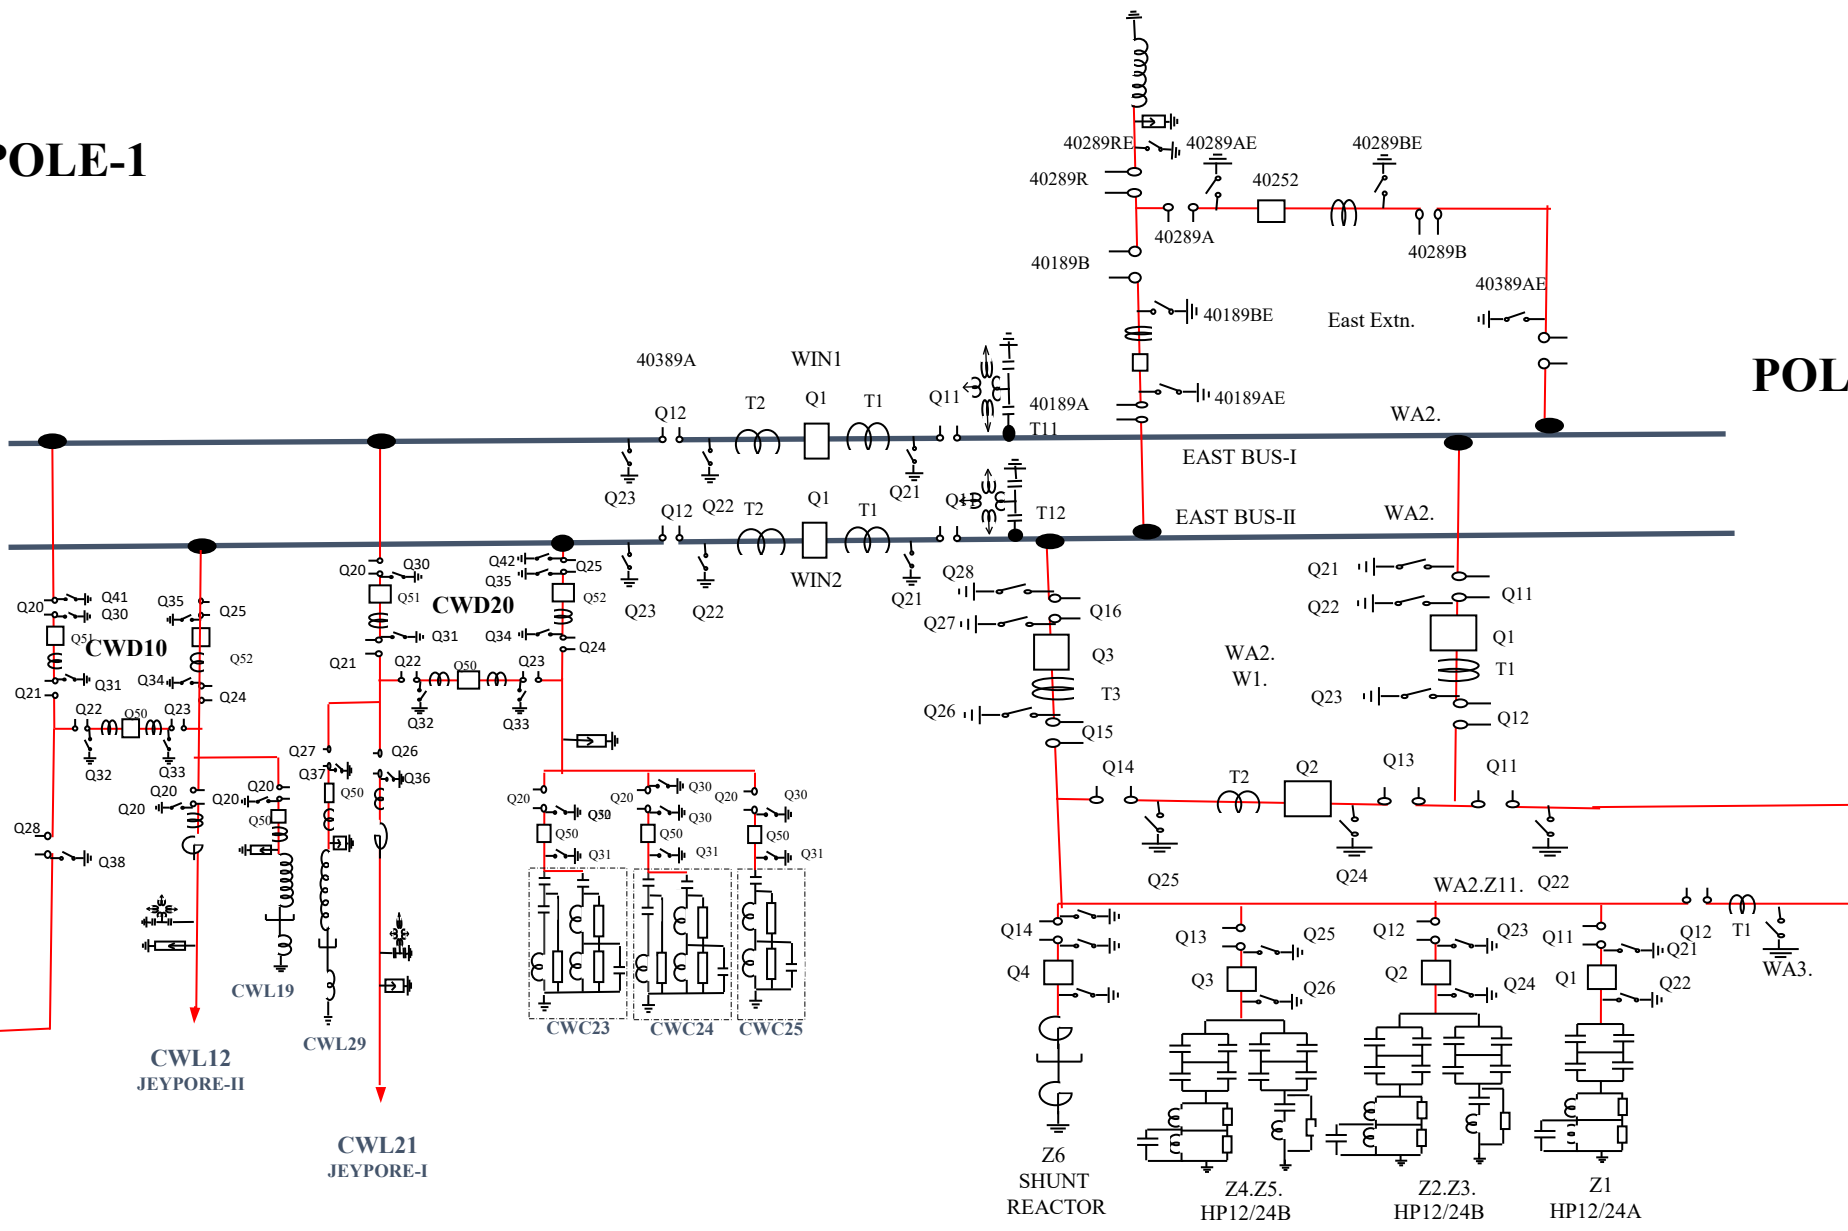 POLE-1
40289RE
40289AE
40289BE
40289R
40252
40289A
40289B
40189B
40389AE
40189BE
East Extn.
POL
40389A
WIN1
40189A
40189AE
WA2.
Q12
T2
Q1
T1
Q11
T11
EAST BUS-I
Q23
Q22
Q21
Q12
T2
Q1
T1
Q11
T12
EAST BUS-II
WA2.
WIN2
Q23
Q22
Q21
Q20
Q41
Q30
Q51
CWD10
Q35
Q25
Q52
Q21
Q31
Q34
Q24
Q22
Q50
Q23
Q32
Q33
Q20
Q30
Q51
CWD20
Q42
Q35
Q25
Q52
Q31
Q34
Q24
Q21
Q22
Q50
Q23
Q32
Q33
Q28
Q38
Q20
Q20
Q20
Q20
Q50
Q27
Q37
Q50
Q26
Q36
Q20
Q30
Q50
Q31
Q20
Q30
Q30
Q50
Q31
Q20
Q30
Q50
Q31
Q28
Q16
Q27
Q3
T3
Q26
Q15
WA2.
W1.
Q21
Q11
Q22
Q1
T1
Q23
Q12
Q14
T2
Q2
Q13
Q11
Q25
Q24
Q22
WA2.Z11.
Q14
Q4
Q13
Q25
Q3
Q26
Q12
Q23
Q2
Q24
Q11
Q21
Q1
Q22
Q12
T1
WA3.
CWL19
CWL29
CWC23
CWC24
CWC25
CWL12
JEYPORE-II
CWL21
JEYPORE-I
Z6
SHUNT
REACTOR
Z4.Z5.
HP12/24B
Z2.Z3.
HP12/24B
Z1
HP12/24A